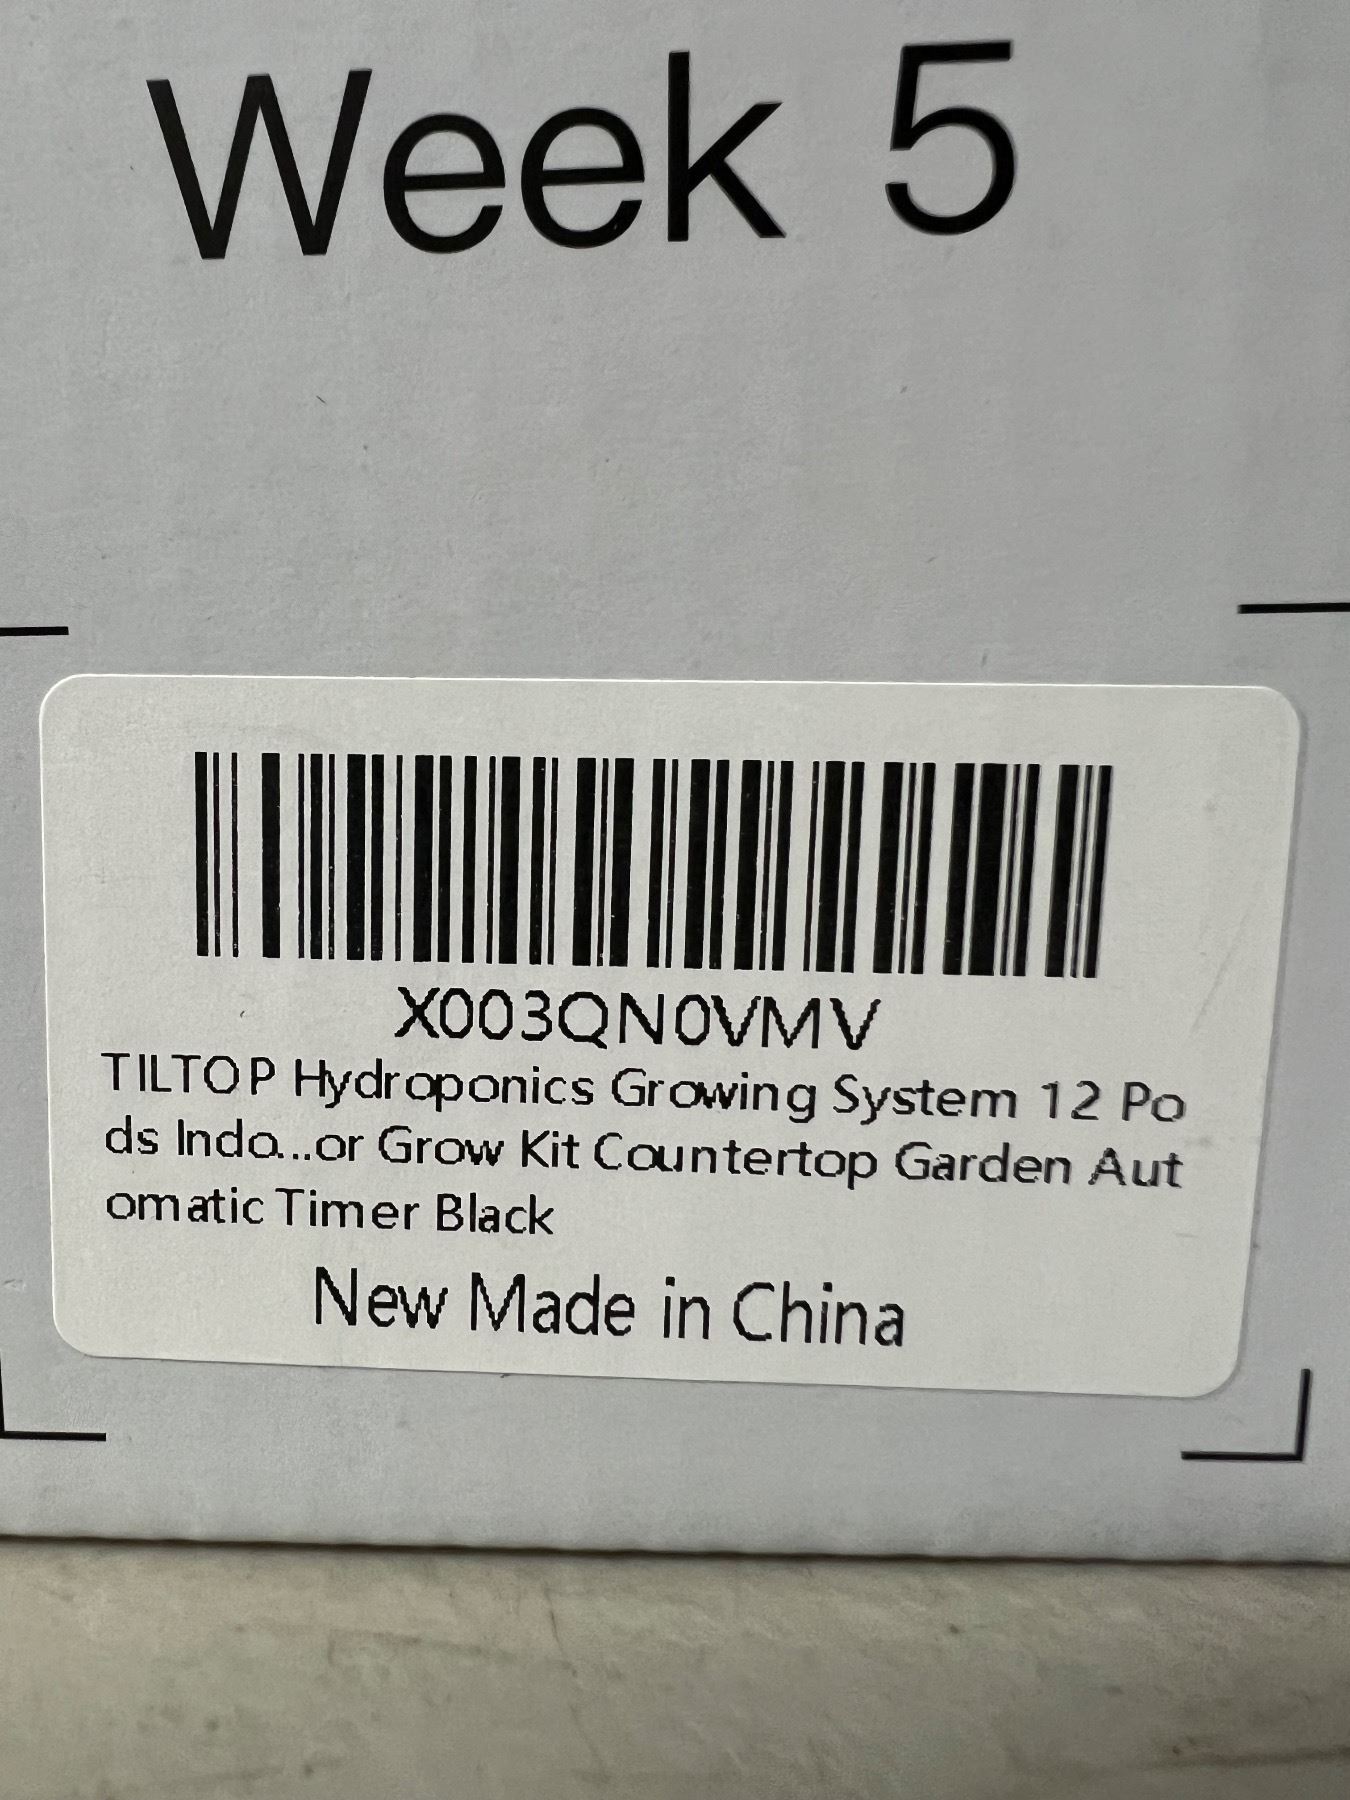 Week 5
X003QN0VMV
TILTOP Hydroponics Growing System 12 Po
ds Indo...or Grow Kit Countertop Garden Aut
omatic Timer Black
New Made in China